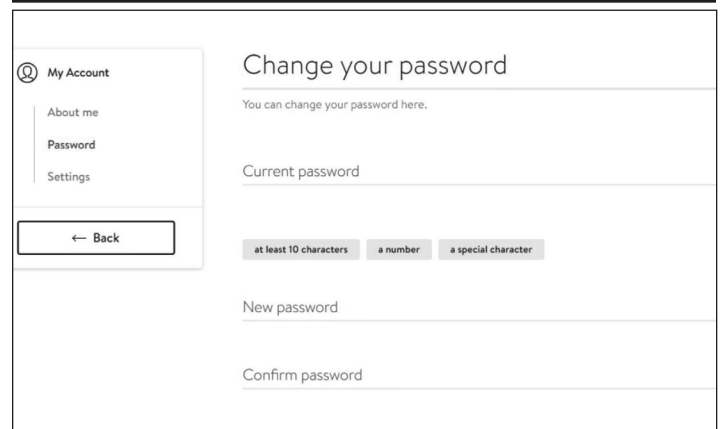 My Account
About me
Password
Settings
← Back
Change your password
You can change your password here.
Current password
at least 10 characters a number a special character
New password
Confirm password